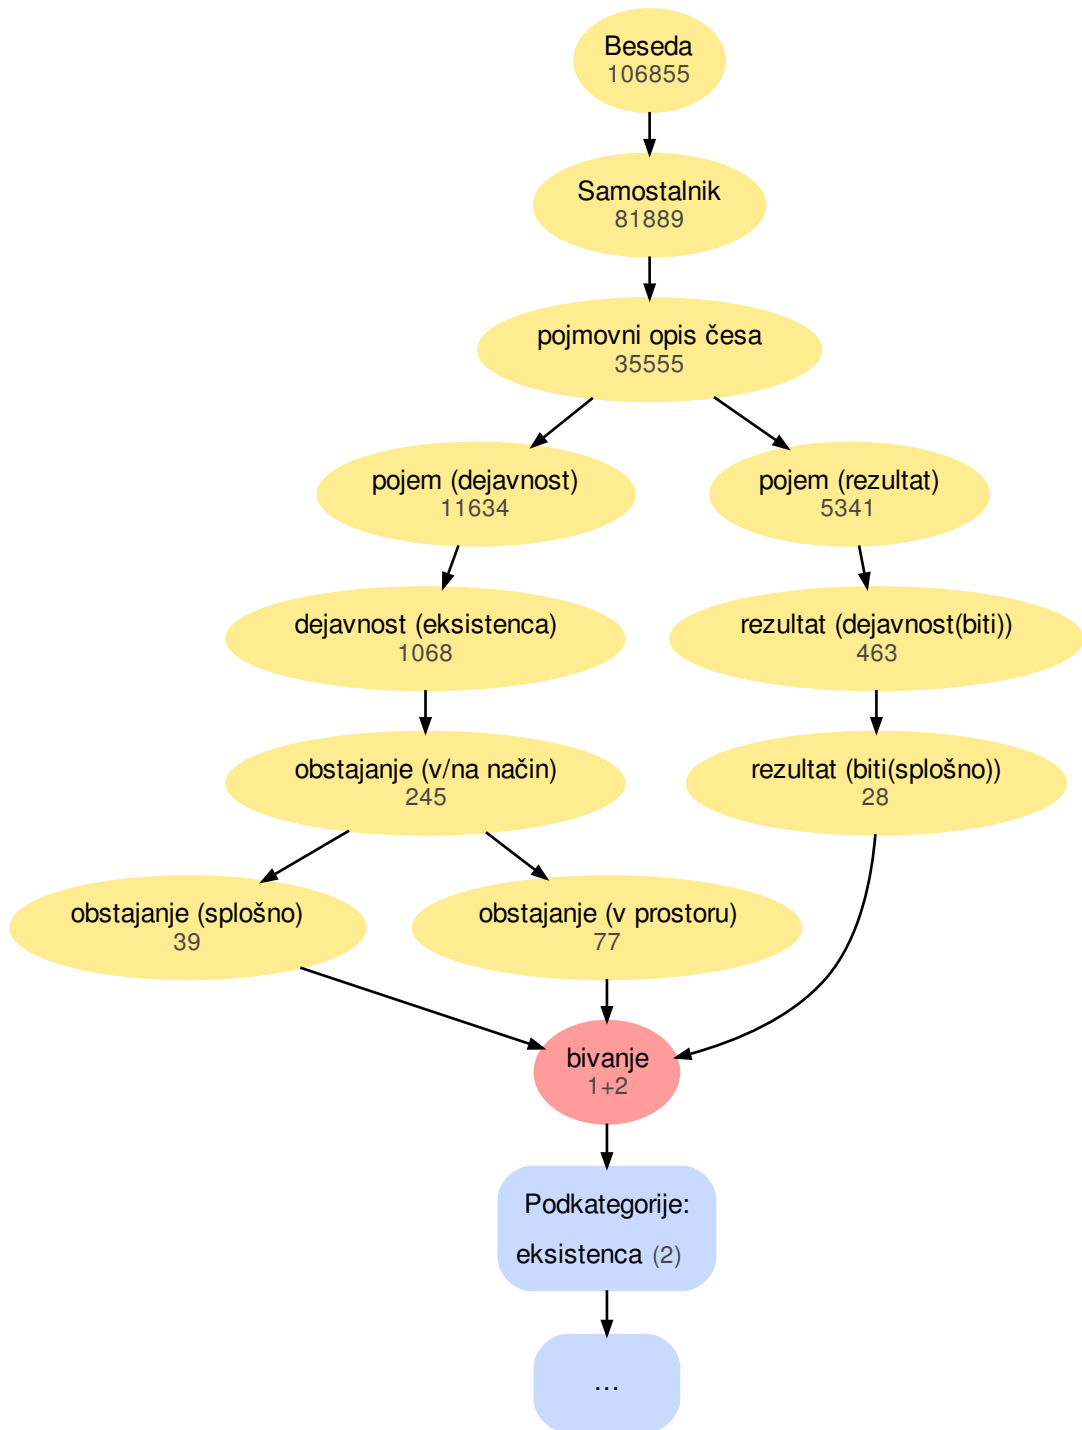 Beseda
106855
Samostalnik
81889
pojmovni opis česa
35555
pojem (dejavnost)
11634
pojem (rezultat)
5341
dejavnost (eksistenca)
1068
rezultat (dejavnost(biti))
463
obstajanje (v/na način)
245
rezultat (biti(splošno))
28
obstajanje (splošno)
39
obstajanje (v prostoru)
77
bivanje
1+2
Podkategorije:
eksistenca (2)
...